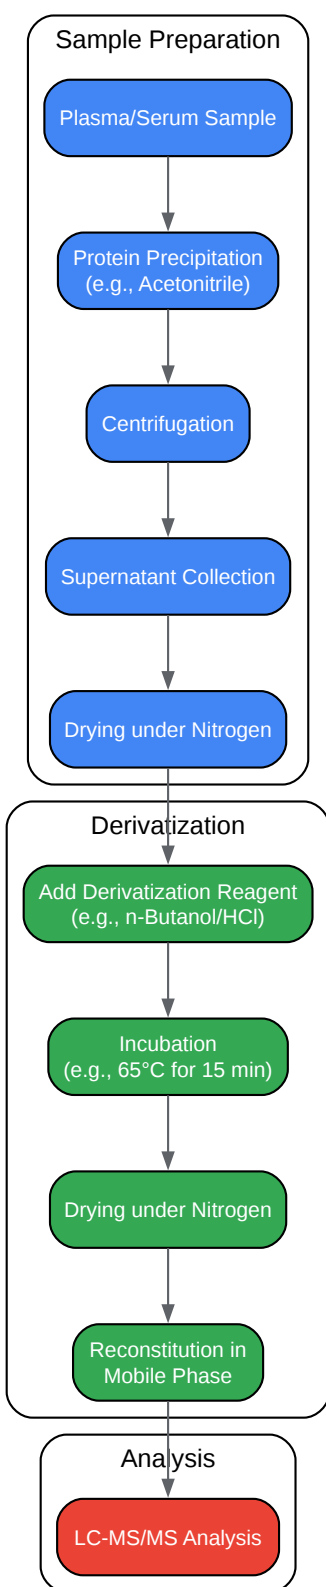 Sample Preparation
Plasma/Serum Sample
Protein Precipitation
(e.g., Acetonitrile)
Centrifugation
Supernatant Collection
Drying under Nitrogen
Derivatization
Add Derivatization Reagent
(e.g., n-Butanol/HCl)
Incubation
(e.g., 65°C for 15 min)
Drying under Nitrogen
Reconstitution in
Mobile Phase
Analysis
LC-MS/MS Analysis